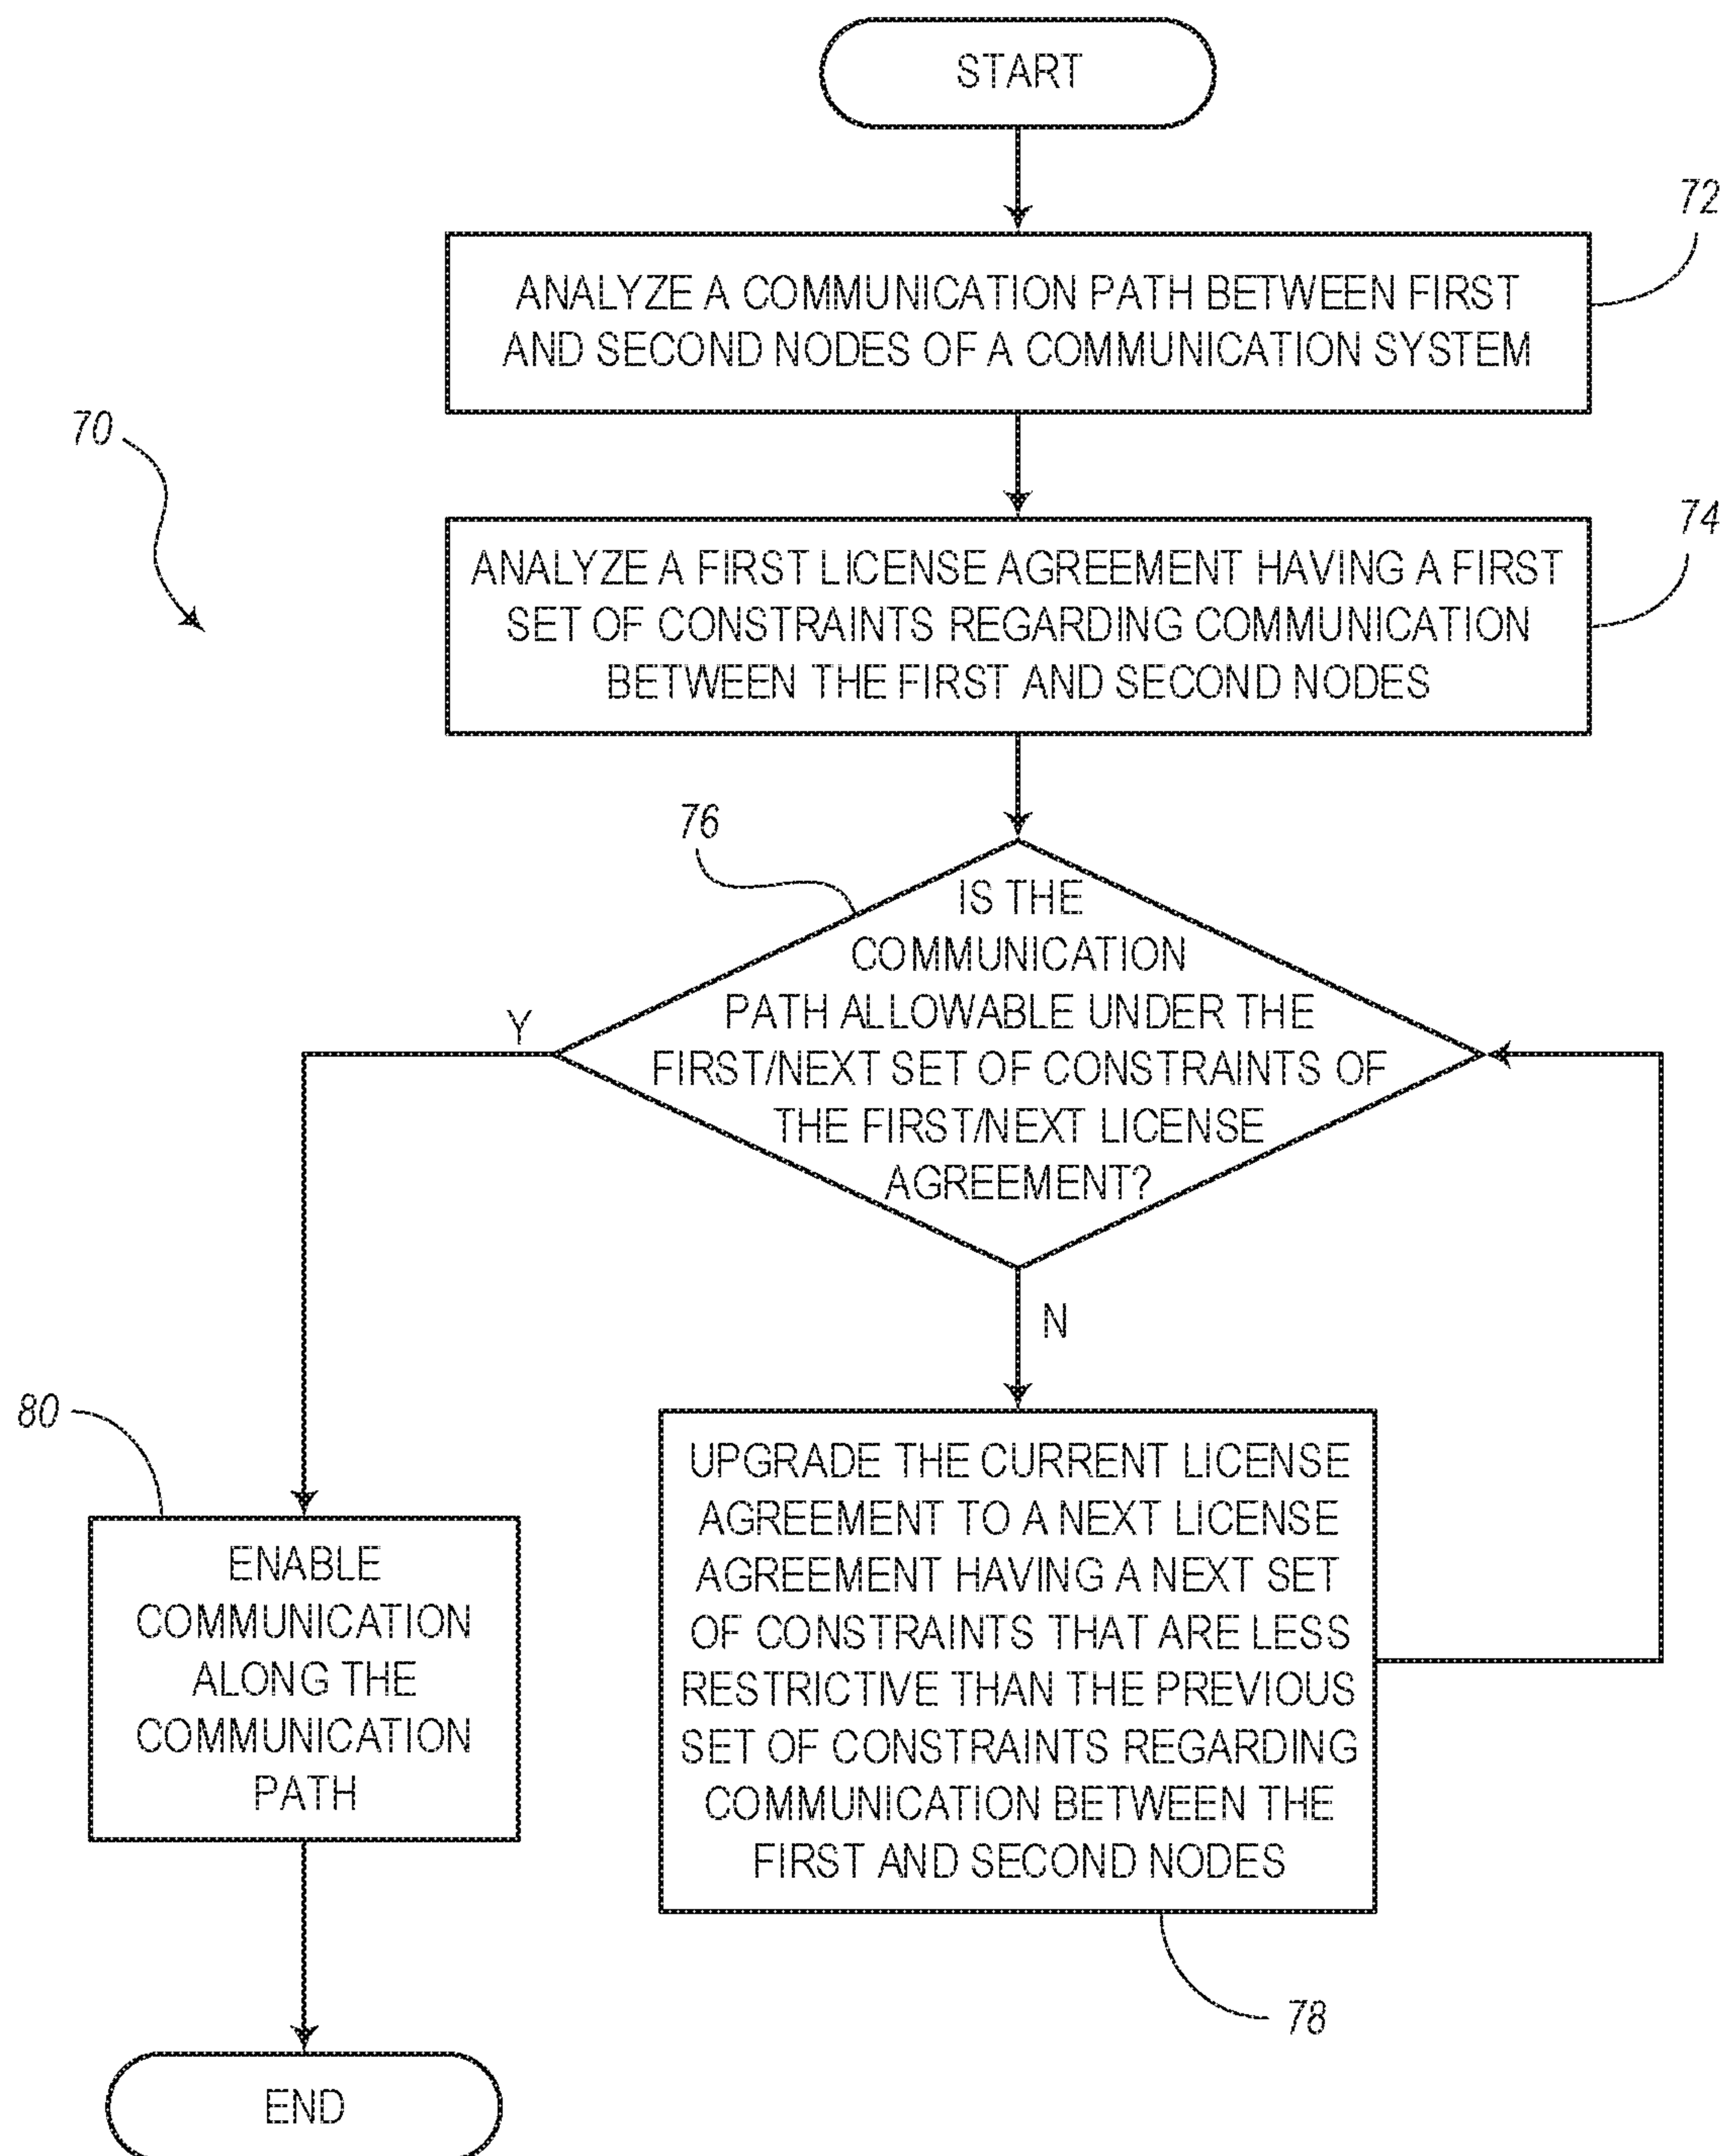 START
72
ANALYZE A COMMUNICATION PATH BETWEEN FIRST
AND SECOND NODES OF A COMMUNICATION SYSTEM
70
74
ANALYZE A FIRST LICENSE AGREEMENT HAVING A FIRST
SET OF CONSTRAINTS REGARDING COMMUNICATION
BETWEEN THE FIRST AND SECOND NODES
76
IS THE
COMMUNICATION
PATH ALLOWABLE UNDER THE
FIRST/NEXT SET OF CONSTRAINTS OF
THE FIRST/NEXT LICENSE
AGREEMENT?
Y
N
80
ENABLE
COMMUNICATION
ALONG THE
COMMUNICATION
PATH
UPGRADE THE CURRENT LICENSE
AGREEMENT TO A NEXT LICENSE
AGREEMENT HAVING A NEXT SET
OF CONSTRAINTS THAT ARE LESS
RESTRICTIVE THAN THE PREVIOUS
SET OF CONSTRAINTS REGARDING
COMMUNICATION BETWEEN THE
FIRST AND SECOND NODES
78
END